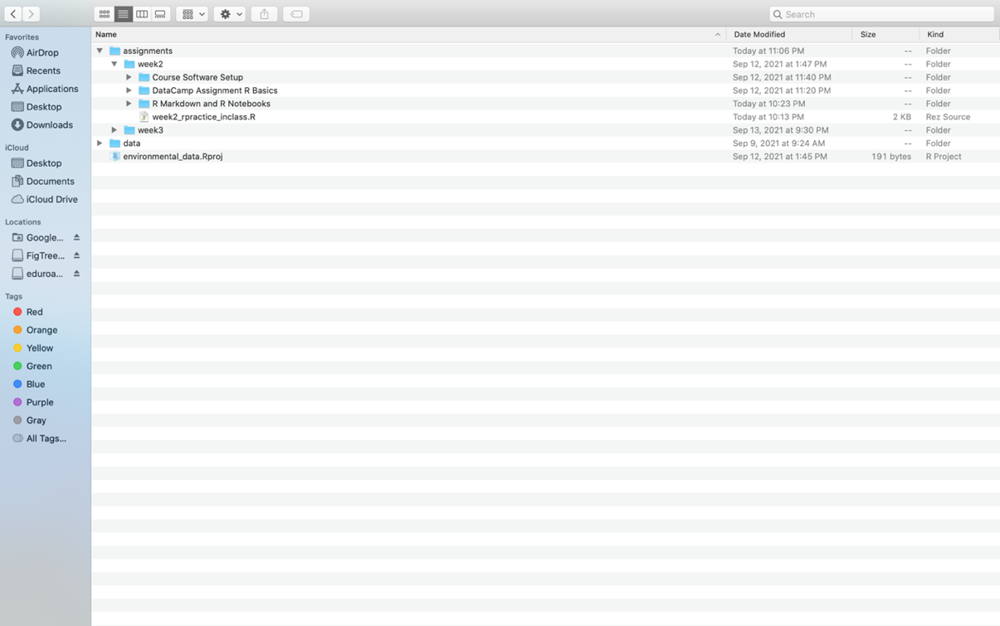 Search
Name Date Modified Size Kind
Favorites
AirDrop
Recents
Applications
Desktop
Downloads
iCloud
Desktop
Documents
iCloud Drive
Locations
Google...
FigTree...
eduroa...
Tags
Red
Orange
Yellow
Green
Blue
Purple
Gray
All Tags...
assignments Today at 11:06 PM -- Folder
week2 Sep 12, 2021 at 1:47 PM -- Folder
Course Software Setup Sep 12, 2021 at 11:40 PM -- Folder
DataCamp Assignment R Basics Sep 12, 2021 at 11:20 PM -- Folder
R Markdown and R Notebooks Today at 10:23 PM -- Folder
week2_rpractice_inclass.R Today at 10:13 PM 2 KB Rez Source
week3 Sep 13, 2021 at 9:30 PM -- Folder
data Sep 9, 2021 at 9:24 AM -- Folder
environmental_data.Rproj Sep 12, 2021 at 1:45 PM 191 bytes R Project